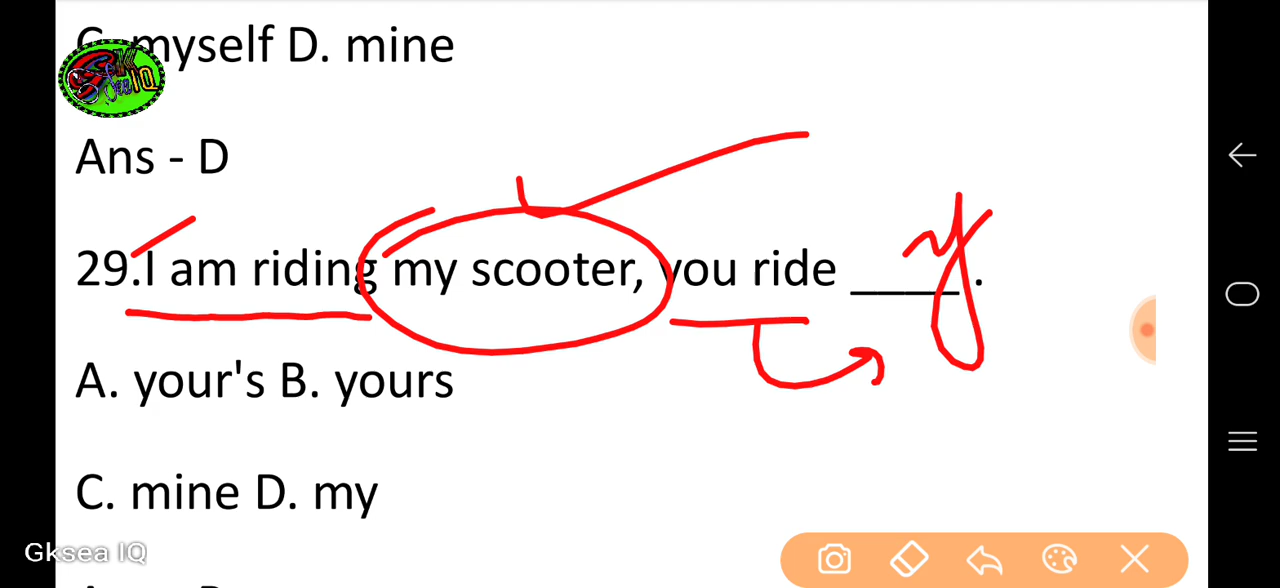 C. myself D. mine
Ans - D
29.I am riding my scooter, you ride ____.
y
A. your's B. yours
C. mine D. my
Gksea IQ